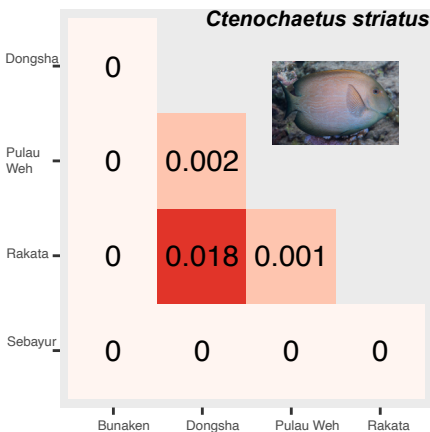 Ctenochaetus striatus
Dongsha
0
Pulau
Weh
0 0.002
Rakata
0 0.018 0.001
Sebayur
0 0 0 0
Bunaken Dongsha Pulau Weh Rakata